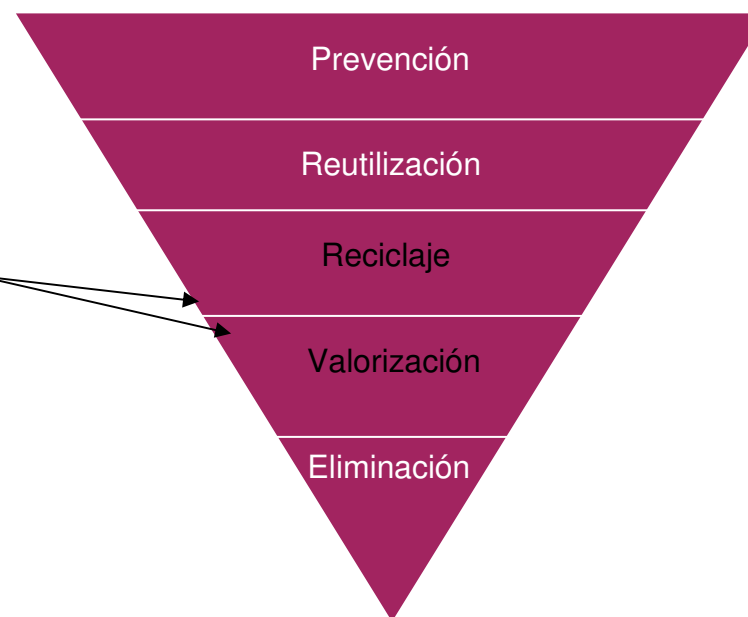 Prevención
Reutilización
Reciclaje
Valorización
Eliminación